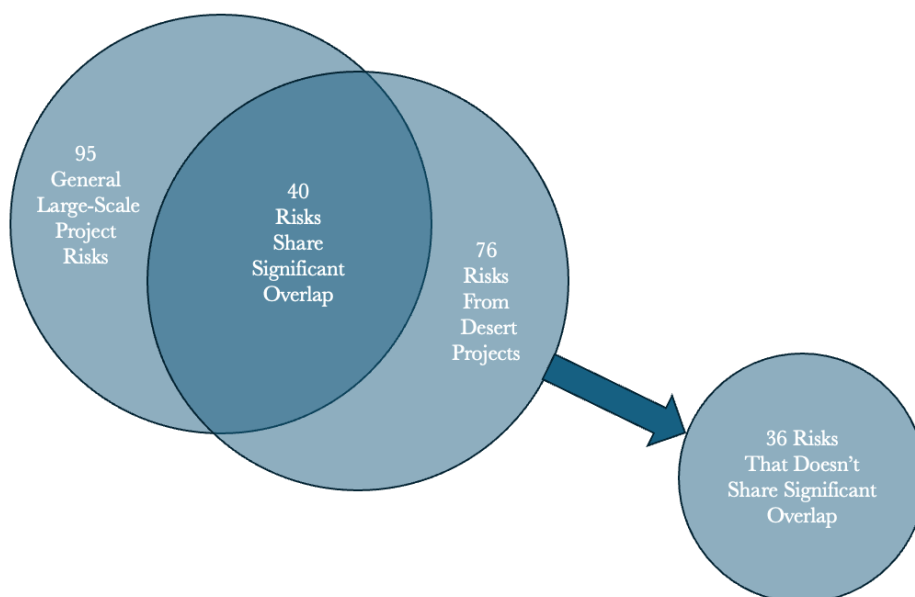 95
General
Large-Scale
Project
Risks
40
Risks
Share
Significant
Overlap
76
Risks
From
Desert
Projects
36 Risks
That Doesn’t
Share Significant
Overlap